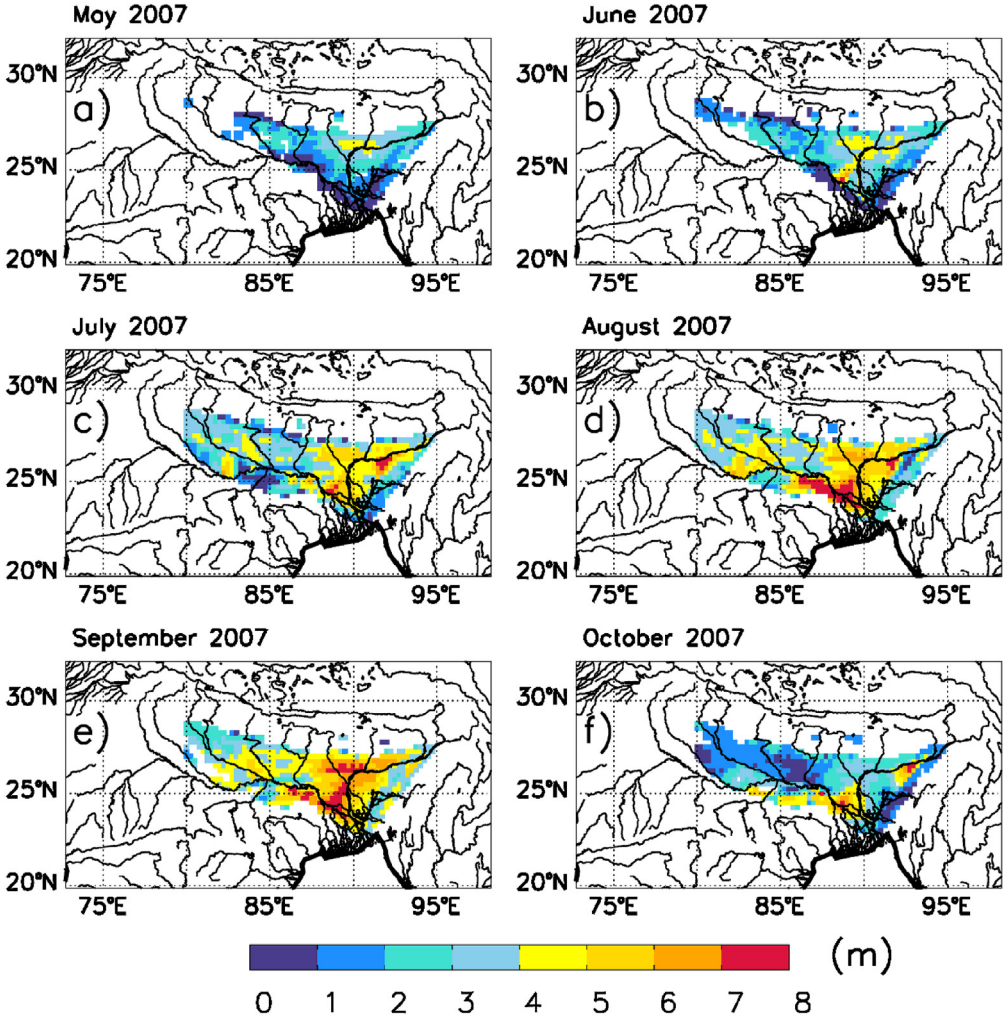 May 2007
June 2007
30°N
25°N
20°N
a)
75°E 85°E 95°E
30°N
25°N
20°N
b)
75°E 85°E 95°E
July 2007
August 2007
30°N
25°N
20°N
c)
75°E 85°E 95°E
30°N
25°N
20°N
d)
75°E 85°E 95°E
September 2007
October 2007
30°N
25°N
20°N
e)
75°E 85°E 95°E
30°N
25°N
20°N
f)
75°E 85°E 95°E
(m)
0 1 2 3 4 5 6 7 8